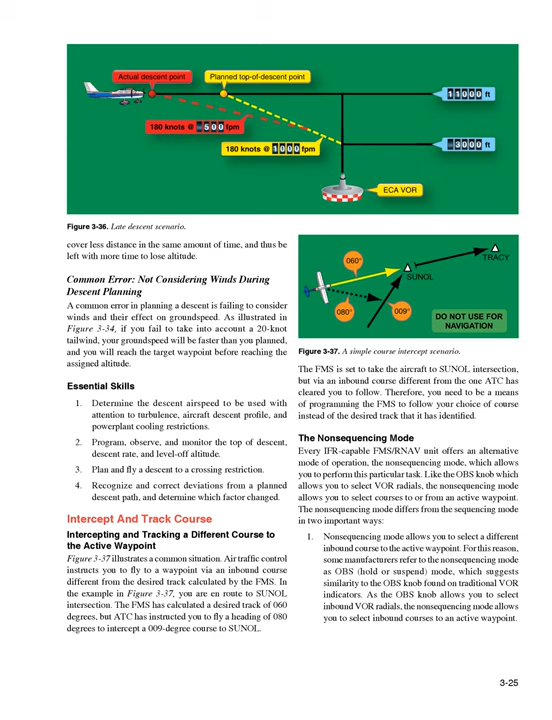 Actual descent point
Planned top-of-descent point
11000 ft
180 knots @ 500 fpm
180 knots @ 1000 fpm
3000 ft
ECA VOR
Figure 3-36. Late descent scenario.
cover less distance in the same amount of time, and thus be
left with more time to lose altitude.
Common Error: Not Considering Winds During
Descent Planning
A common error in planning a descent is failing to consider
winds and their effect on groundspeed. As illustrated in
Figure 3-34, if you fail to take into account a 20-knot
tailwind, your groundspeed will be faster than you planned,
and you will reach the target waypoint before reaching the
assigned altitude.
Essential Skills
1. Determine the descent airspeed to be used with
attention to turbulence, aircraft descent profile, and
powerplant cooling restrictions.
2. Program, observe, and monitor the top of descent,
descent rate, and level-off altitude.
3. Plan and fly a descent to a crossing restriction.
4. Recognize and correct deviations from a planned
descent path, and determine which factor changed.
Intercept And Track Course
Intercepting and Tracking a Different Course to
the Active Waypoint
Figure 3-37 illustrates a common situation. Air traffic control
instructs you to fly to a waypoint via an inbound course
different from the desired track calculated by the FMS. In
the example in Figure 3-37, you are en route to SUNOL
intersection. The FMS has calculated a desired track of 060
degrees, but ATC has instructed you to fly a heading of 080
degrees to intercept a 009-degree course to SUNOL.
060°
TRACY
SUNOL
080°
009°
DO NOT USE FOR
NAVIGATION
Figure 3-37. A simple course intercept scenario.
The FMS is set to take the aircraft to SUNOL intersection,
but via an inbound course different from the one ATC has
cleared you to follow. Therefore, you need to be a means
of programming the FMS to follow your choice of course
instead of the desired track that it has identified.
The Nonsequencing Mode
Every IFR-capable FMS/RNAV unit offers an alternative
mode of operation, the nonsequencing mode, which allows
you to perform this particular task. Like the OBS knob which
allows you to select VOR radials, the nonsequencing mode
allows you to select courses to or from an active waypoint.
The nonsequencing mode differs from the sequencing mode
in two important ways:
1. Nonsequencing mode allows you to select a different
inbound course to the active waypoint. For this reason,
some manufacturers refer to the nonsequencing mode
as OBS (hold or suspend) mode, which suggests
similarity to the OBS knob found on traditional VOR
indicators. As the OBS knob allows you to select
inbound VOR radials, the nonsequencing mode allows
you to select inbound courses to an active waypoint.
3-25